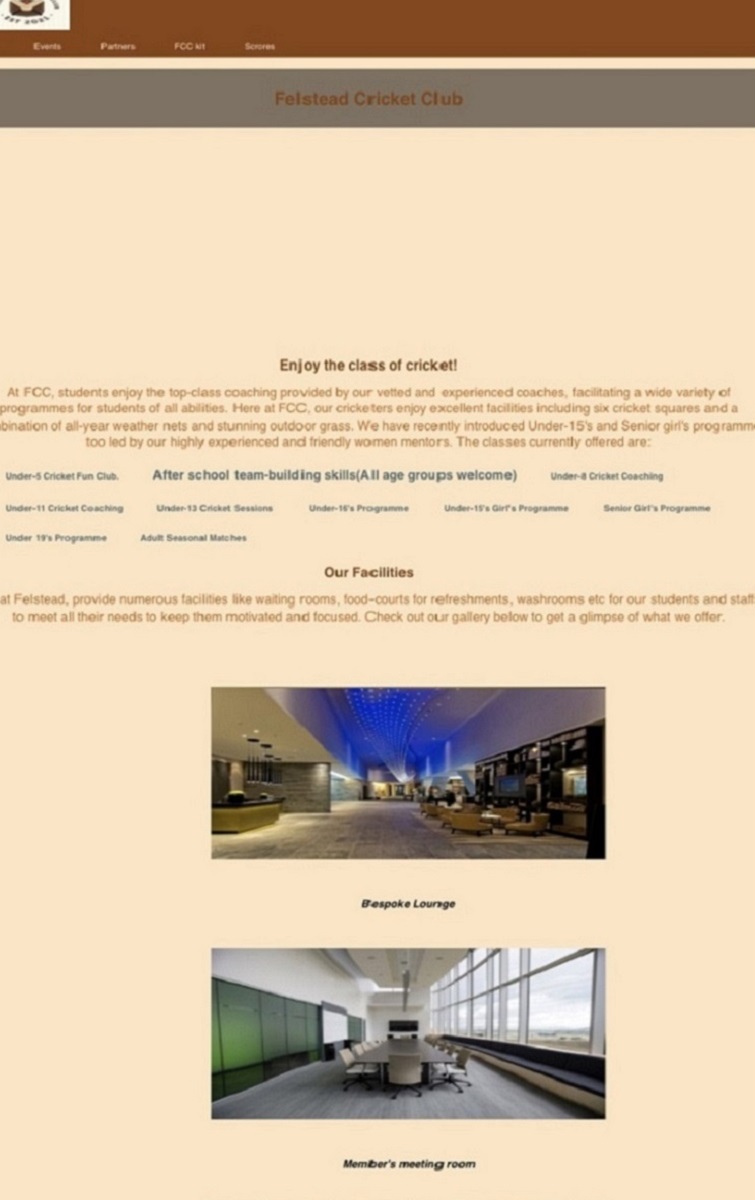 EST 2021
Events Partners FCC kit Scrores
Felstead Cricket Club
Enjoy the class of cricket!
At FCC, students enjoy the top-class coaching provided by our vetted and experienced coaches, facilitating a wide variety of
programmes for students of all abilities. Here at FCC, our cricketers enjoy excellent facilities including six cricket squares and a
bination of all-year weather nets and stunning outdoor grass. We have recently introduced Under-15's and Senior girl's programme
too led by our highly experienced and friendly women mentors. The classes currently offered are:
Under-5 Cricket Fun Club. After school team-building skills(All age groups welcome) Under-8 Cricket Coaching
Under-11 Cricket Coaching Under-13 Cricket Sessions Under-16's Programme Under-15's Girl's Programme Senior Girl's Programme
Under 19's Programme Adult Seasonal Matches
Our Facilities
at Felstead, provide numerous facilities like waiting rooms, food-courts for refreshments, washrooms etc for our students and staff
to meet all their needs to keep them motivated and focused. Check out our gallery below to get a glimpse of what we offer.
Bespoke Lounge
Member's meeting room